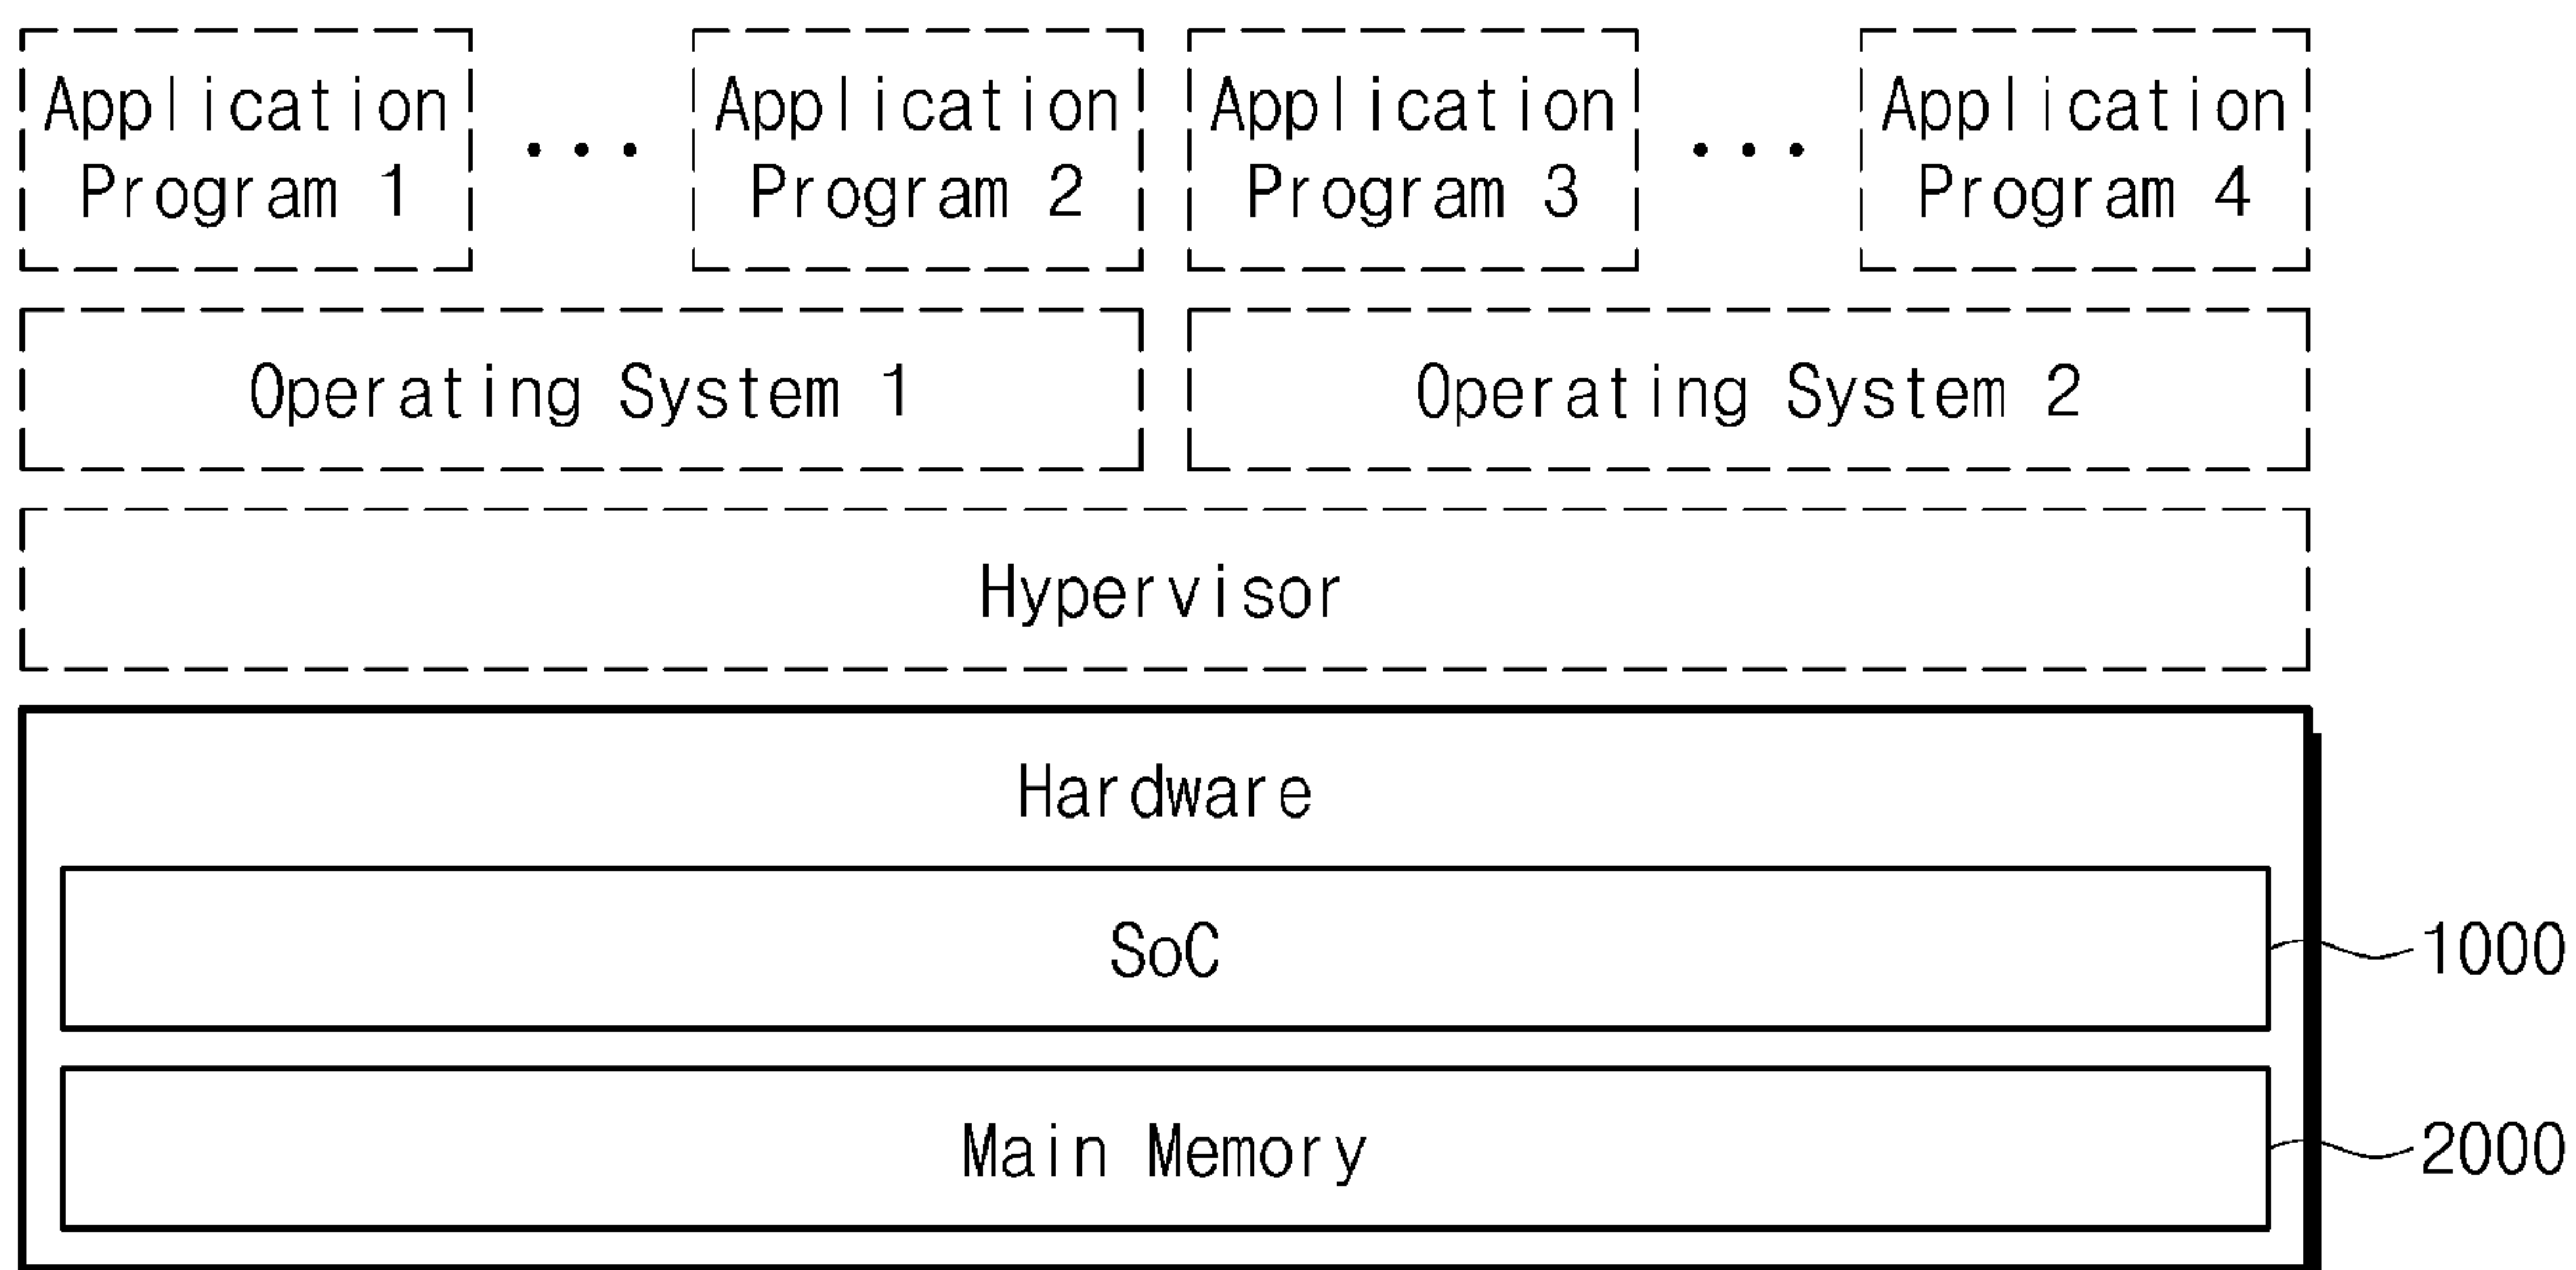 Application Program 1
• • •
Application Program 2
Application Program 3
• • •
Application Program 4
Operating System 1
Operating System 2
Hypervisor
Hardware
SoC
1000
Main Memory
2000